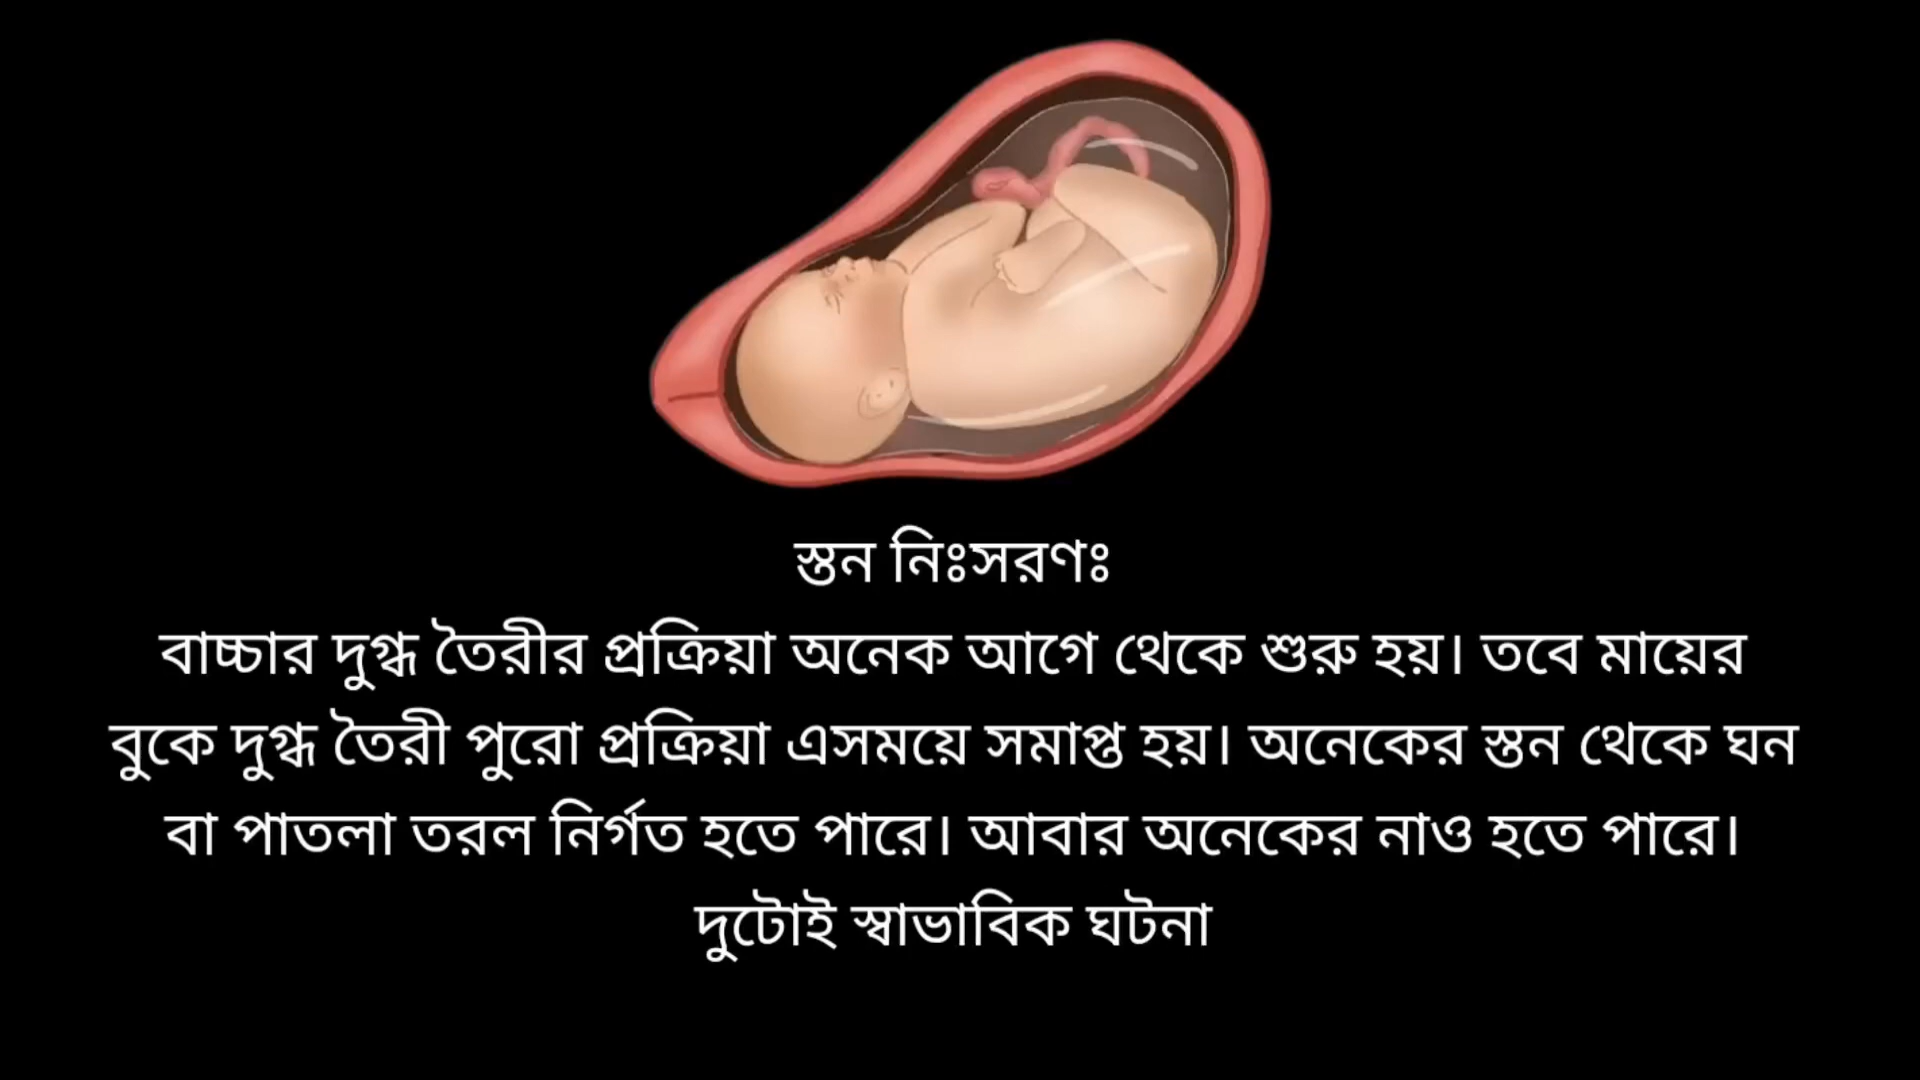 স্তন নিঃসরণঃ
বাচ্চার দুগ্ধ তৈরীর প্রক্রিয়া অনেক আগে থেকে শুরু হয়। তবে মায়ের
বুকে দুগ্ধ তৈরী পুরো প্রক্রিয়া এসময়ে সমাপ্ত হয়। অনেকের স্তন থেকে ঘন
বা পাতলা তরল নির্গত হতে পারে। আবার অনেকের নাও হতে পারে।
দুটোই স্বাভাবিক ঘটনা